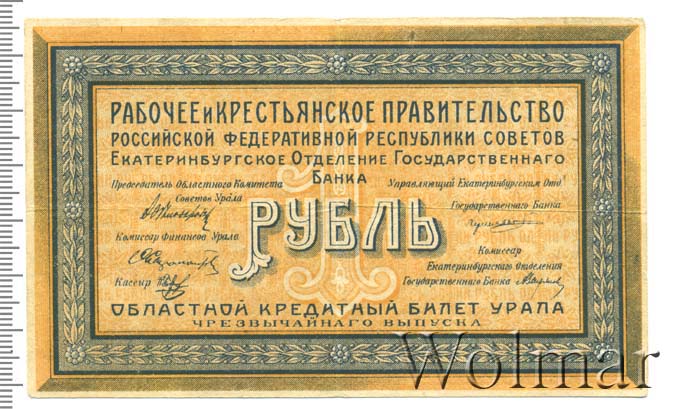 РАБОЧЕЕ и КРЕСТЬЯНСКОЕ ПРАВИТЕЛЬСТВО
РОССИЙСКОЙ ФЕДЕРАТИВНОЙ РЕСПУБЛИКИ СОВЕТОВ
ЕКАТЕРИНБУРГСКОЕ ОТДЕЛЕНИЕ ГОСУДАРСТВЕННАГО
БАНКА
Председатель Областного Комитета
Советов Урала
Управляющий Екатеринбургским Отд.
Государственного Банка
1
РУБЛЬ
Комиссар Финансов Урала
Комиссар
Екатеринбургского Отделения
Государственного Банка
Кассир
ОБЛАСТНОЙ КРЕДИТНЫЙ БИЛЕТ УРАЛА
ЧРЕЗВЫЧАЙНАГО ВЫПУСКА
Wolmar